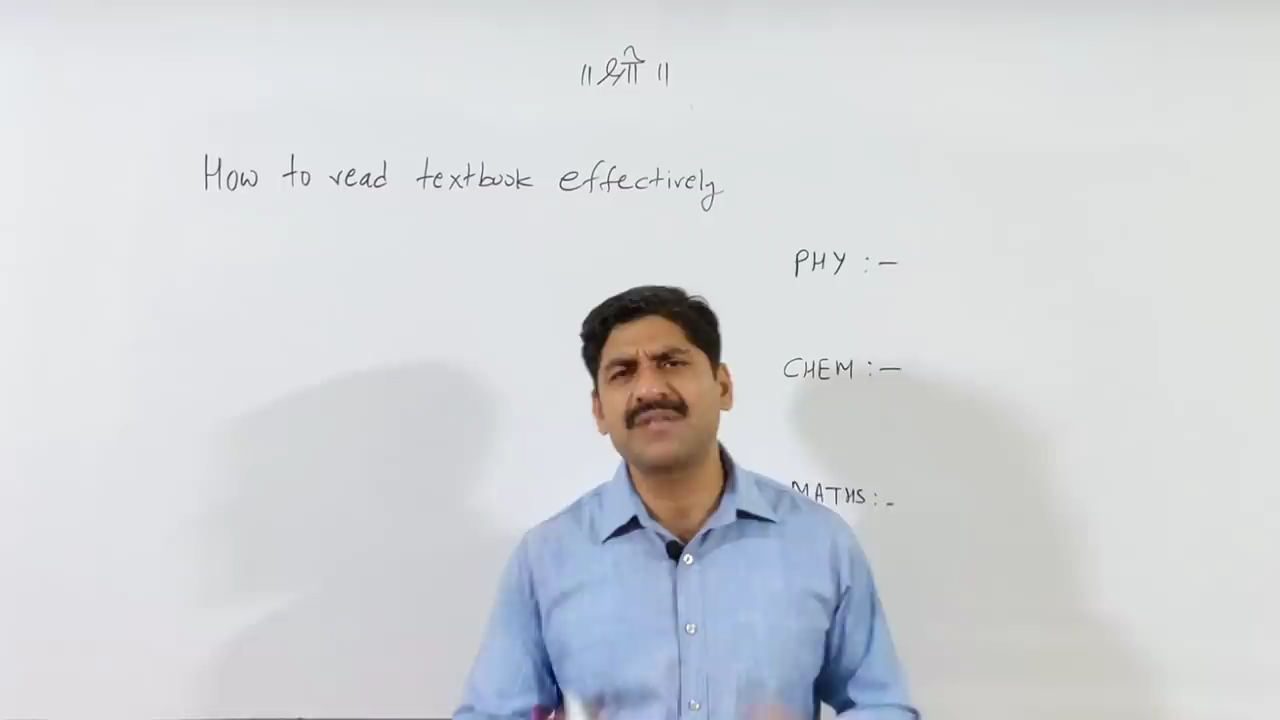 ॥ श्री ॥
How to read textbook effectively
PHY :-
CHEM :-
MATHS :-